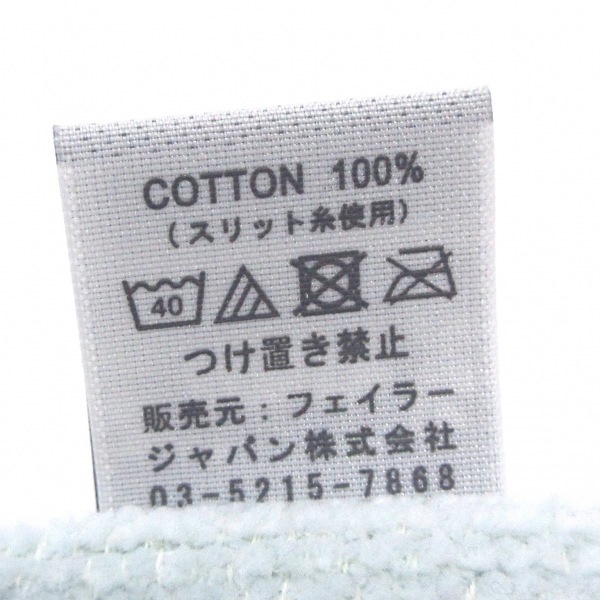 COTTON 100%
(スリット糸使用)
40
つけ置き禁止
販売元:フェイラー
ジャパン株式会社
03-5215-7868